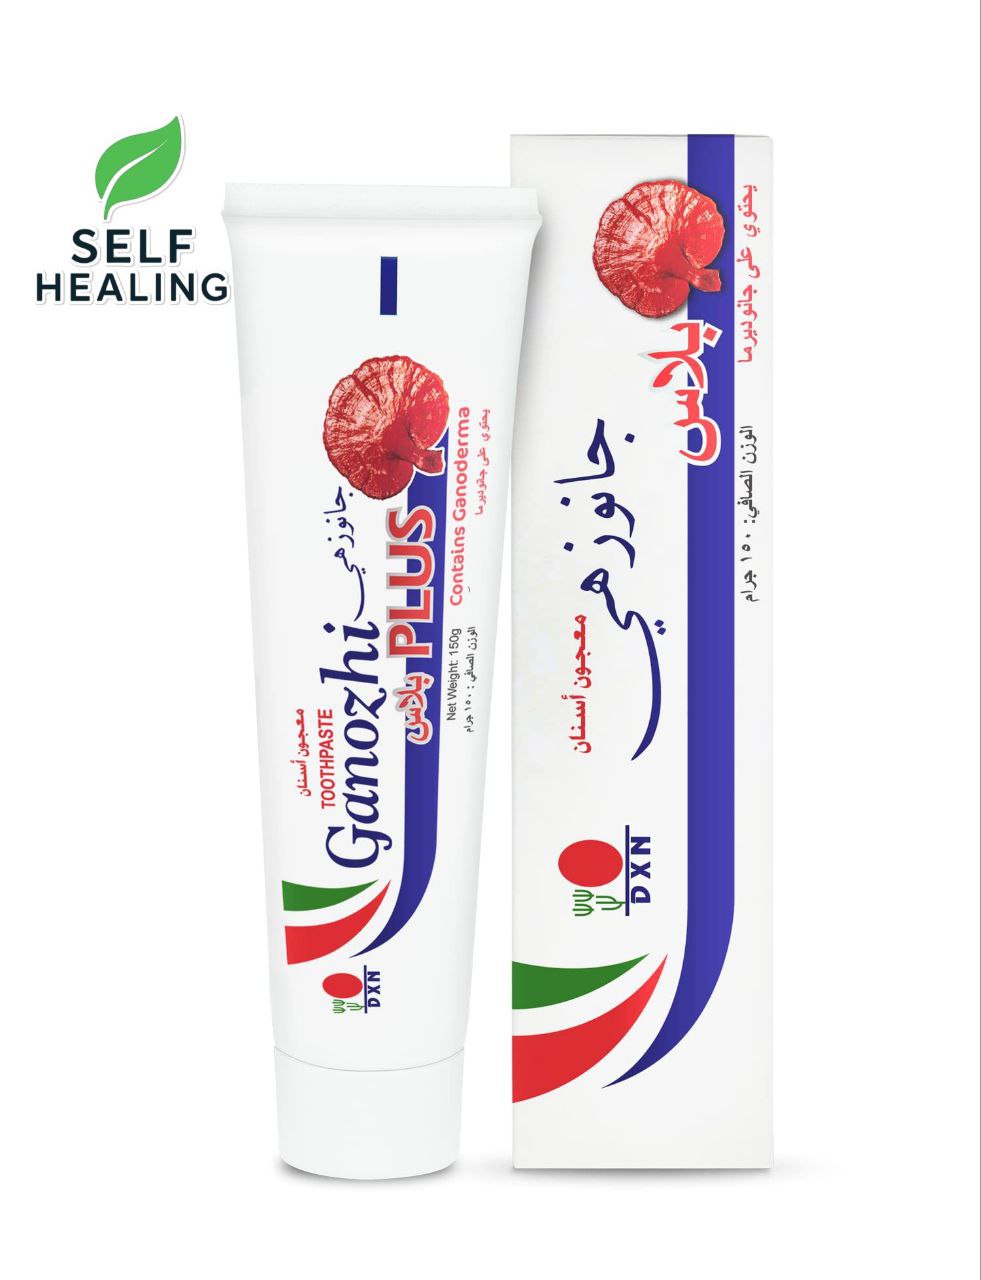 SELF
HEALING
معجون أسنان
TOOTHPASTE
Ganozhi جانوزهي
بلاس PLUS
Contains Ganoderma
يحتوي على جانوديرما
Net Weight: 150g
الوزن الصافي: ١٥٠ جرام
DXN
يحتوي على جانوديرما
بلاس
جانوزهي
معجون أسنان
الوزن الصافي: ١٥٠ جرام
DXN